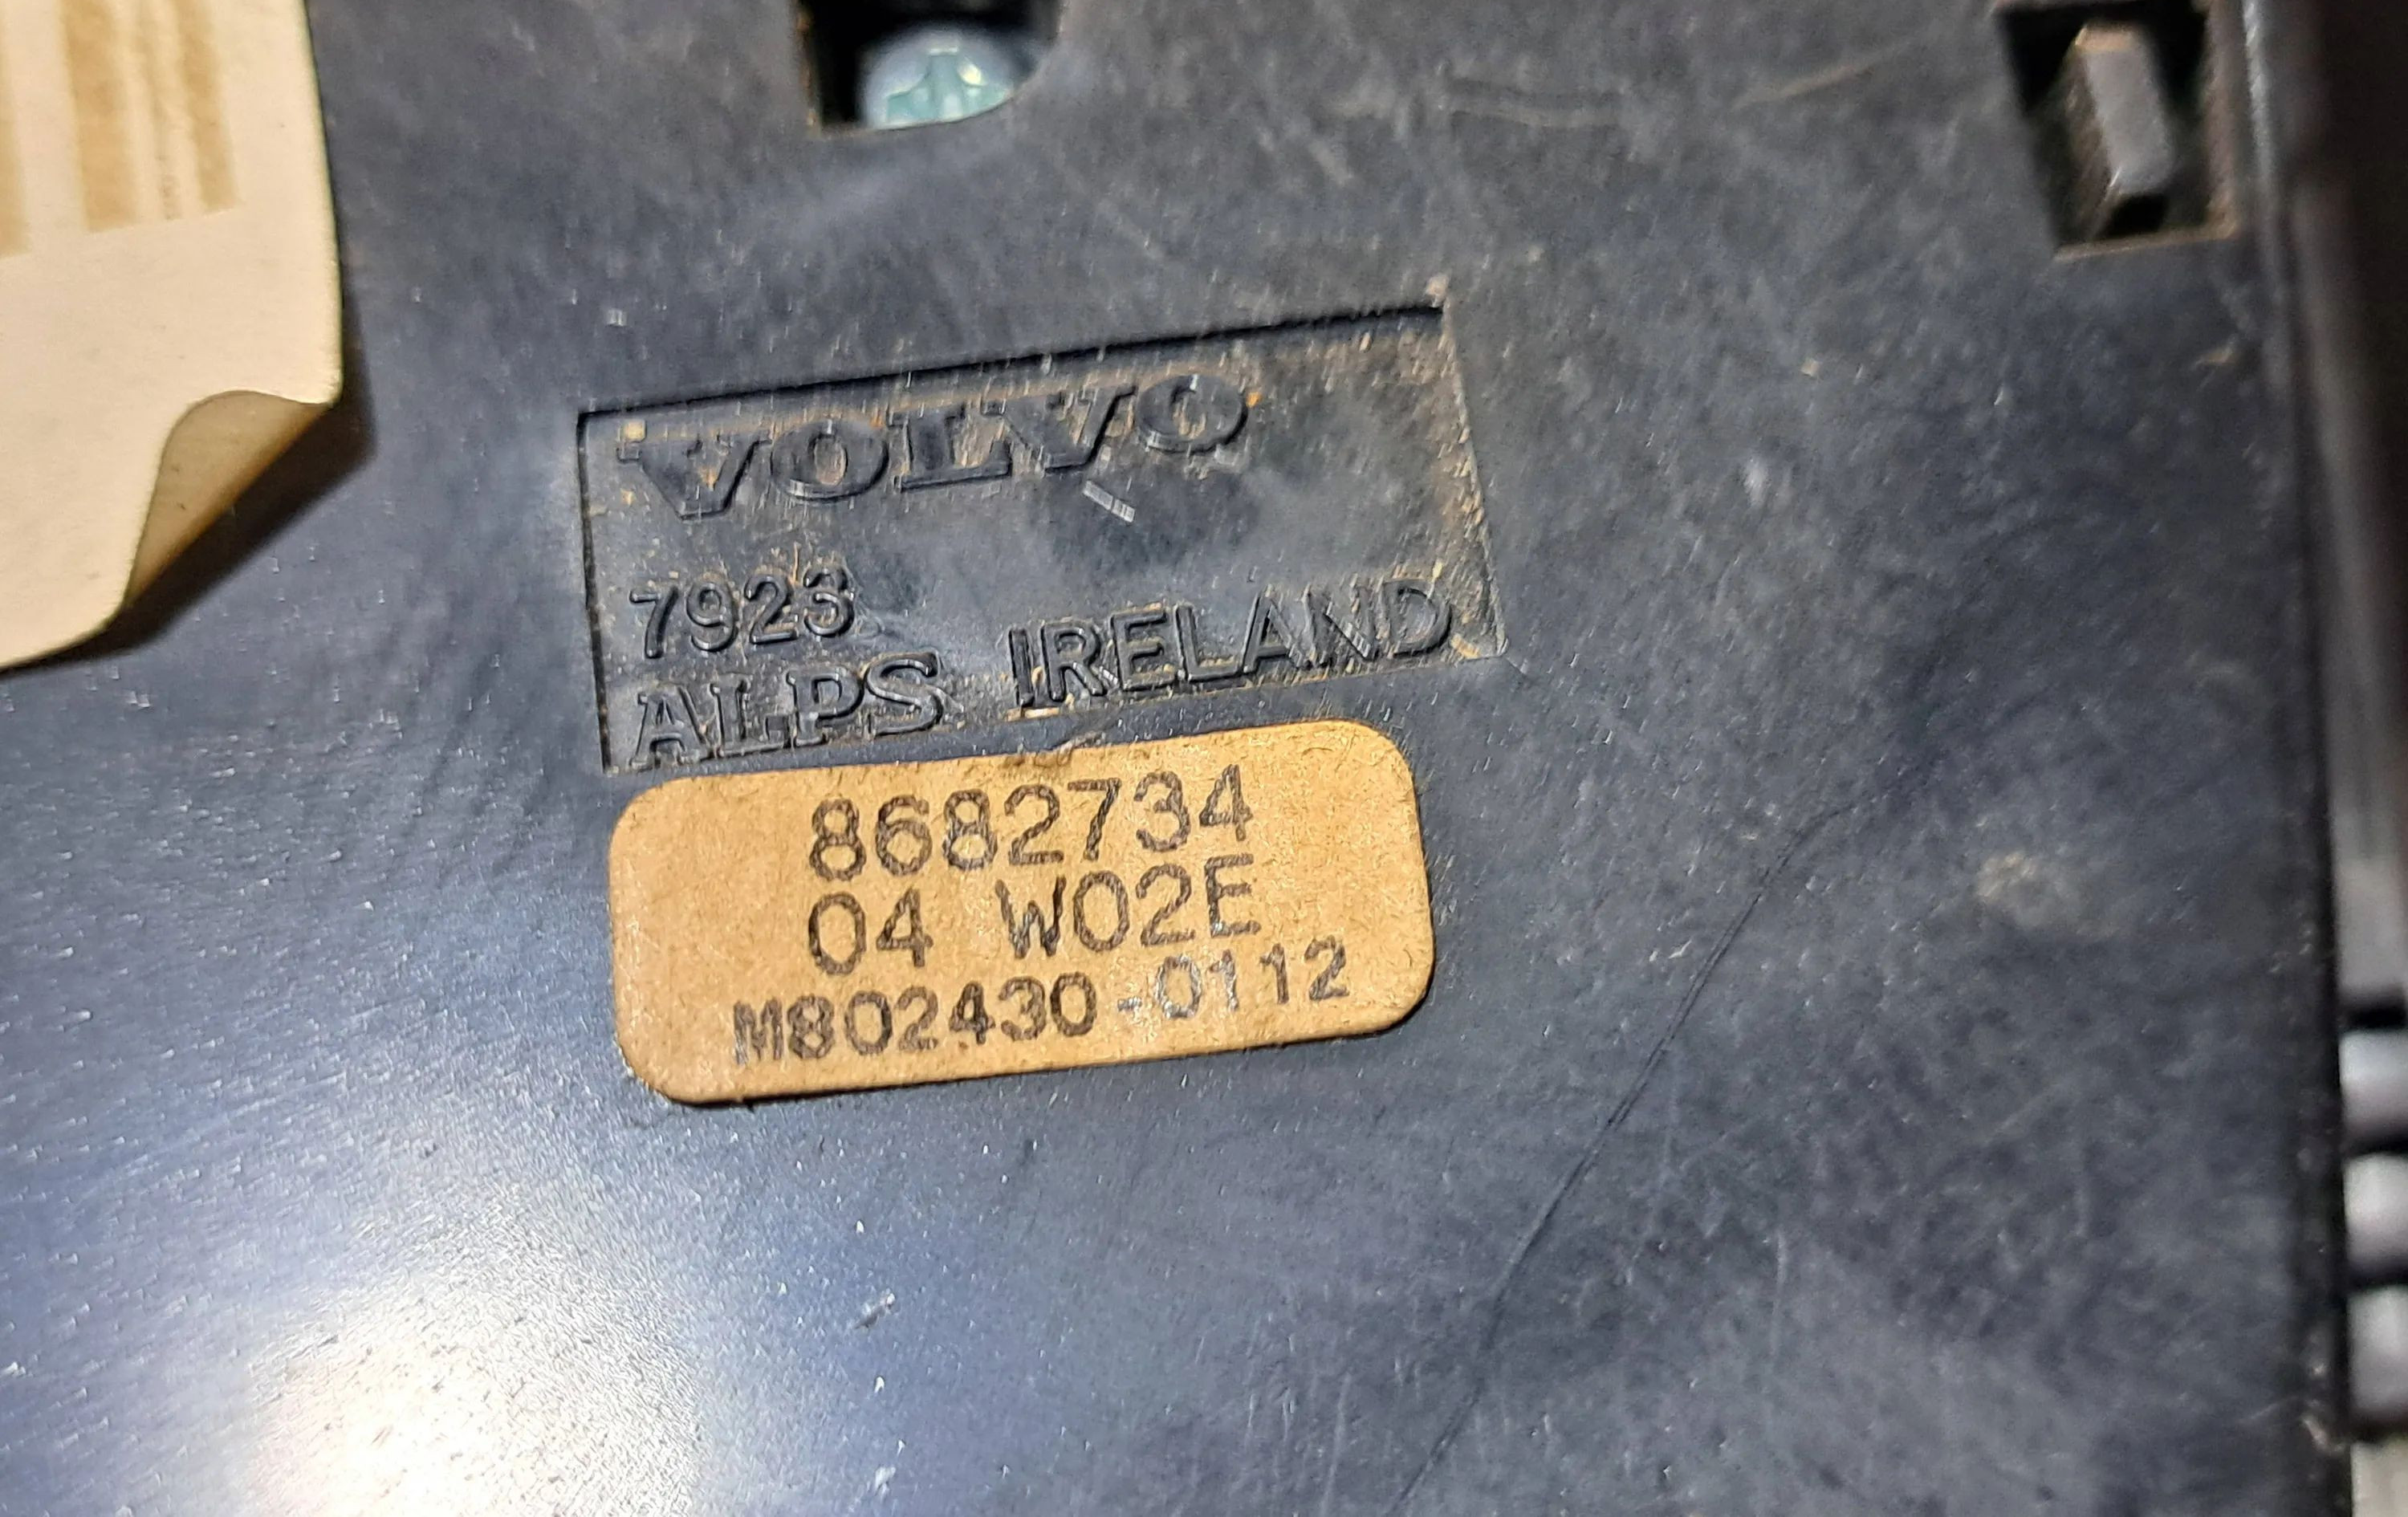 VOLVO
7923
ALPS IRELAND
8682734
04 W02E
M802430-0112